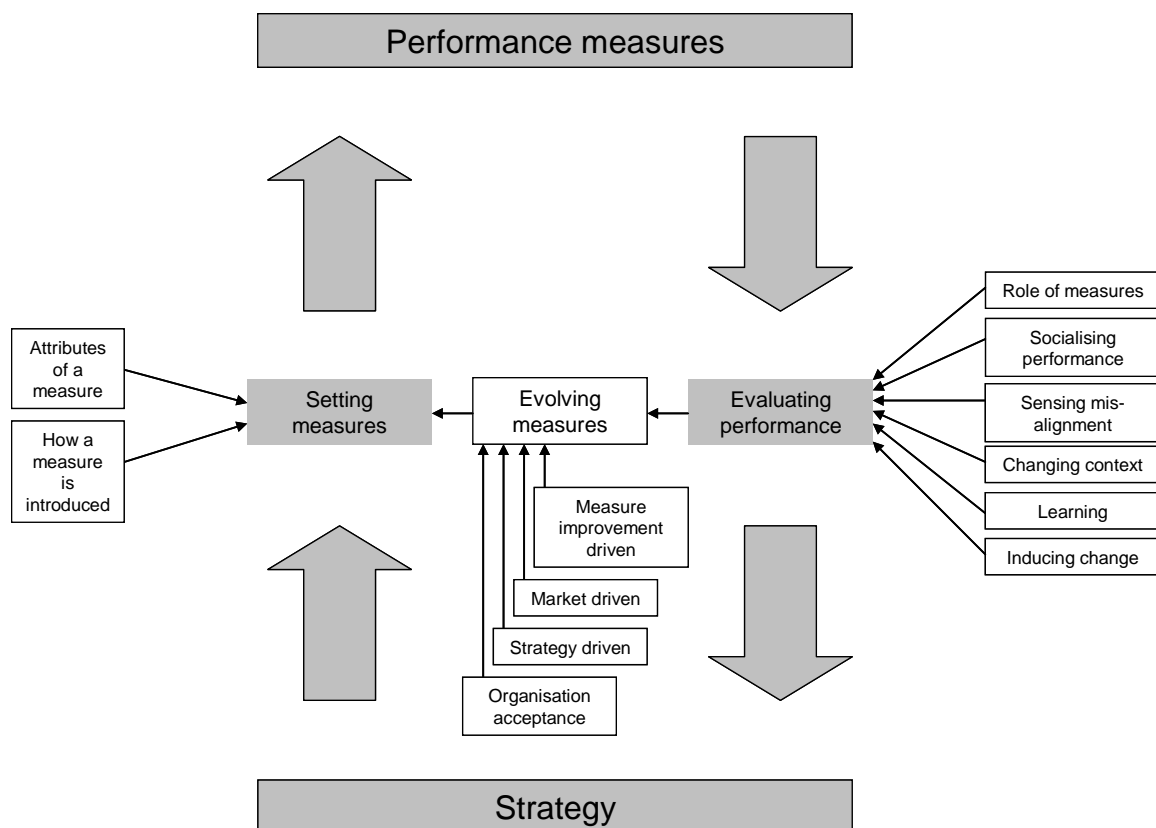 Performance measures
Attributes
of a
measure
How a
measure
is
introduced
Setting
measures
Evolving
measures
Evaluating
performance
Measure
improvement
driven
Market driven
Strategy driven
Organisation
acceptance
Role of measures
Socialising
performance
Sensing mis-
alignment
Changing context
Learning
Inducing change
Strategy